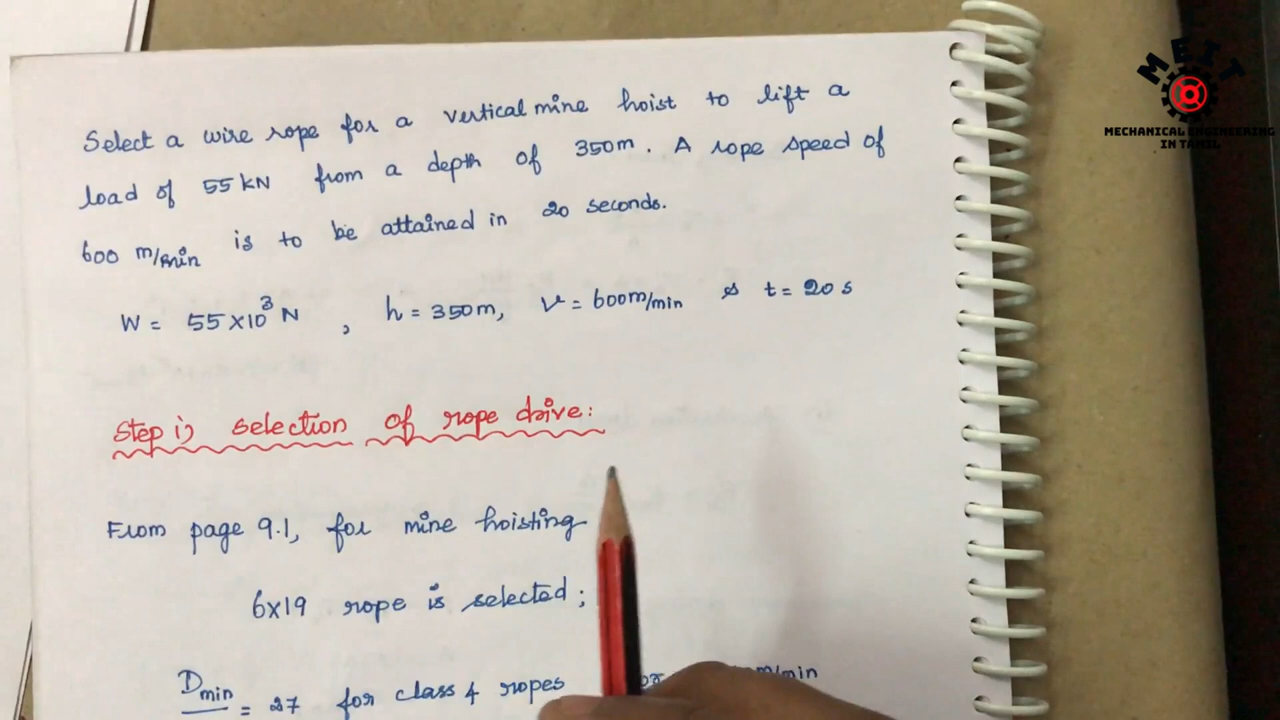 Select a wire rope for a vertical mine hoist to lift a
load of 55 kN from a depth of 350m. A rope speed of
600 m/min is to be attained in 20 seconds.
W = 55×10³ N , h = 350m, V = 600m/min & t = 20 s
Step i) selection of rope drive:
From page 9.1, for mine hoisting
6×19 rope is selected;
Dmin = 27 for class 4 ropes m/min
MEIT
MECHANICAL ENGINEERING
IN TAMIL